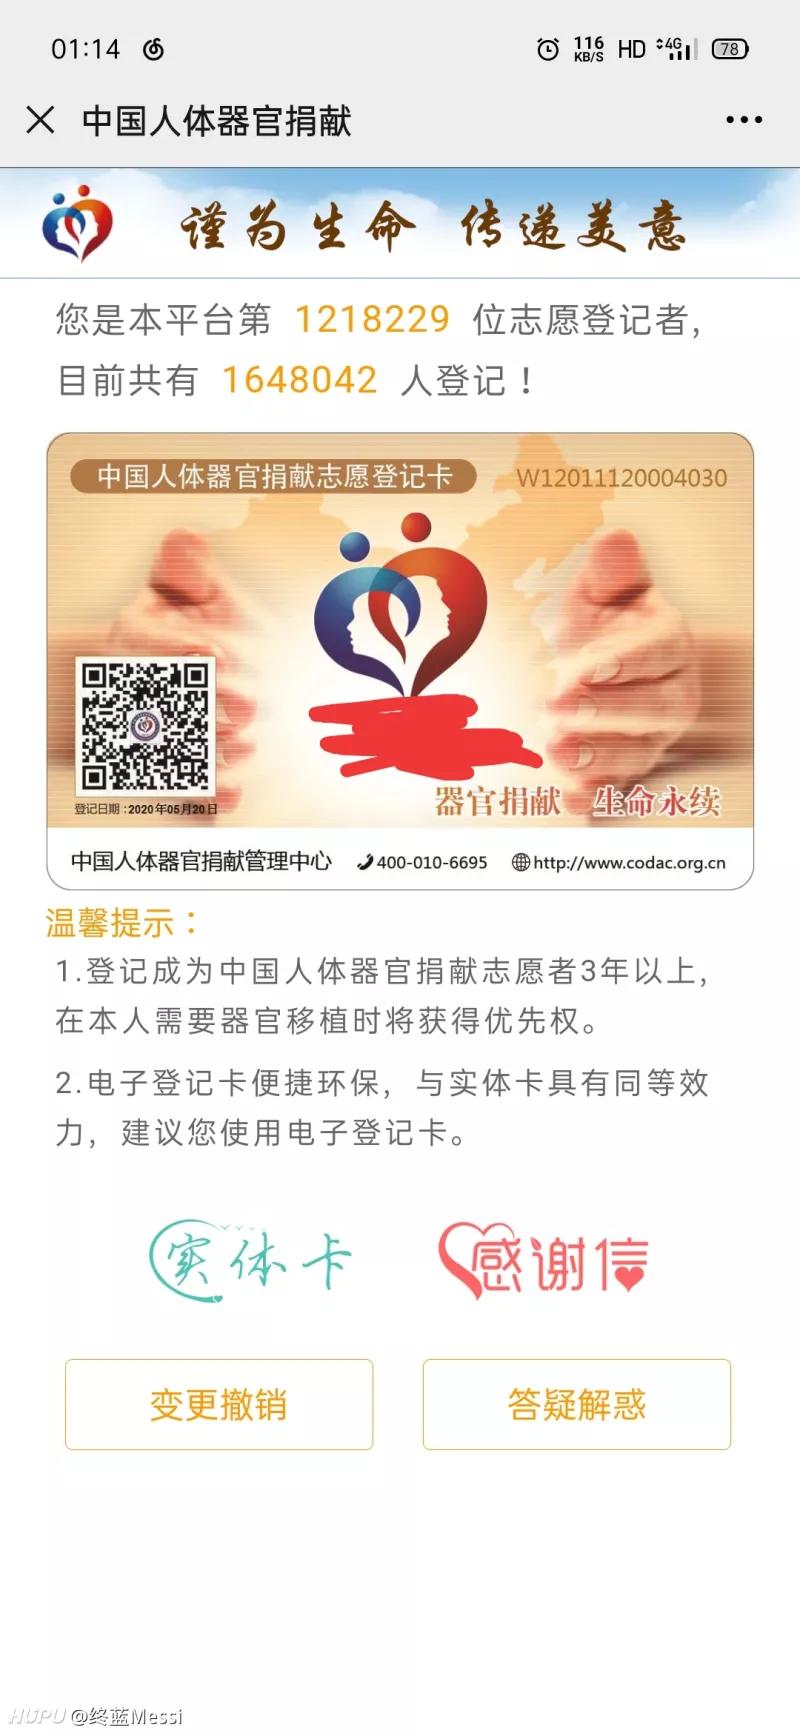 01:14
116 KB/S HD 4G 78
中国人体器官捐献
谨为生命 传递美意
您是本平台第 1218229 位志愿登记者,
目前共有 1648042 人登记！
中国人体器官捐献志愿登记卡 W12011120004030
登记日期：2020年05月20日
器官捐献 生命永续
中国人体器官捐献管理中心 400-010-6695 http://www.codac.org.cn
温馨提示：
1.登记成为中国人体器官捐献志愿者3年以上,
在本人需要器官移植时将获得优先权。
2.电子登记卡便捷环保，与实体卡具有同等效
力，建议您使用电子登记卡。
实体卡 感谢信
变更撤销 答疑解惑
HUPU @终蓝Messi